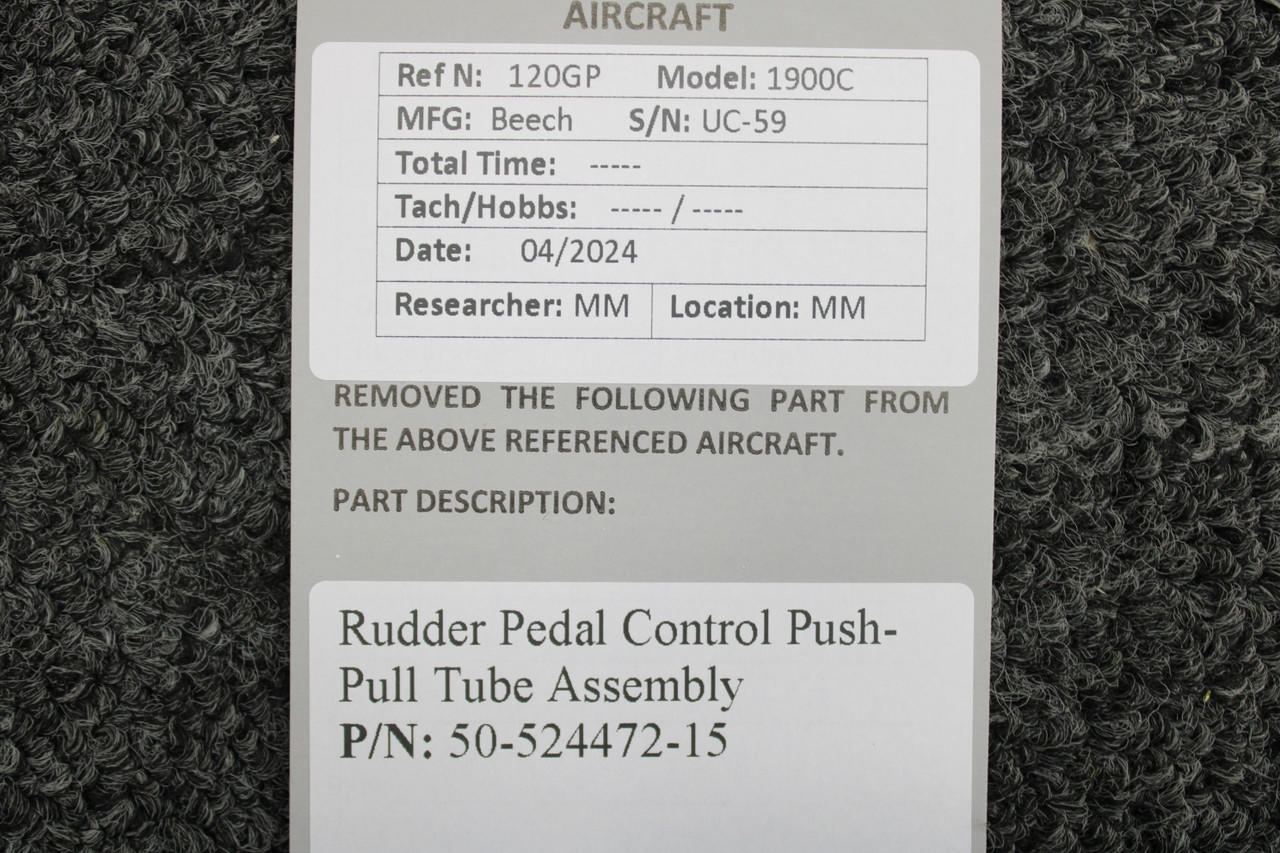 AIRCRAFT
Ref N: 120GP Model: 1900C
MFG: Beech S/N: UC-59
Total Time: -----
Tach/Hobbs: ----- / -----
Date: 04/2024
Researcher: MM Location: MM
REMOVED THE FOLLOWING PART FROM
THE ABOVE REFERENCED AIRCRAFT.
PART DESCRIPTION:
Rudder Pedal Control Push-
Pull Tube Assembly
P/N: 50-524472-15